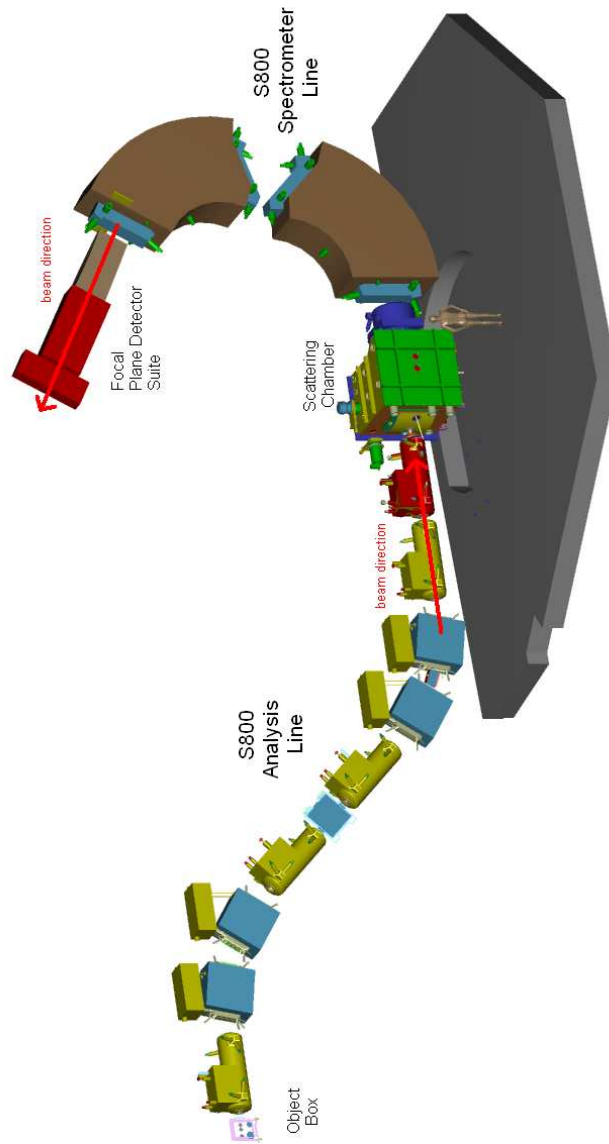 S800
Spectrometer
Line
beam direction
Focal
Plane Detector
Suite
Scattering
Chamber
beam direction
S800
Analysis
Line
Object
Box